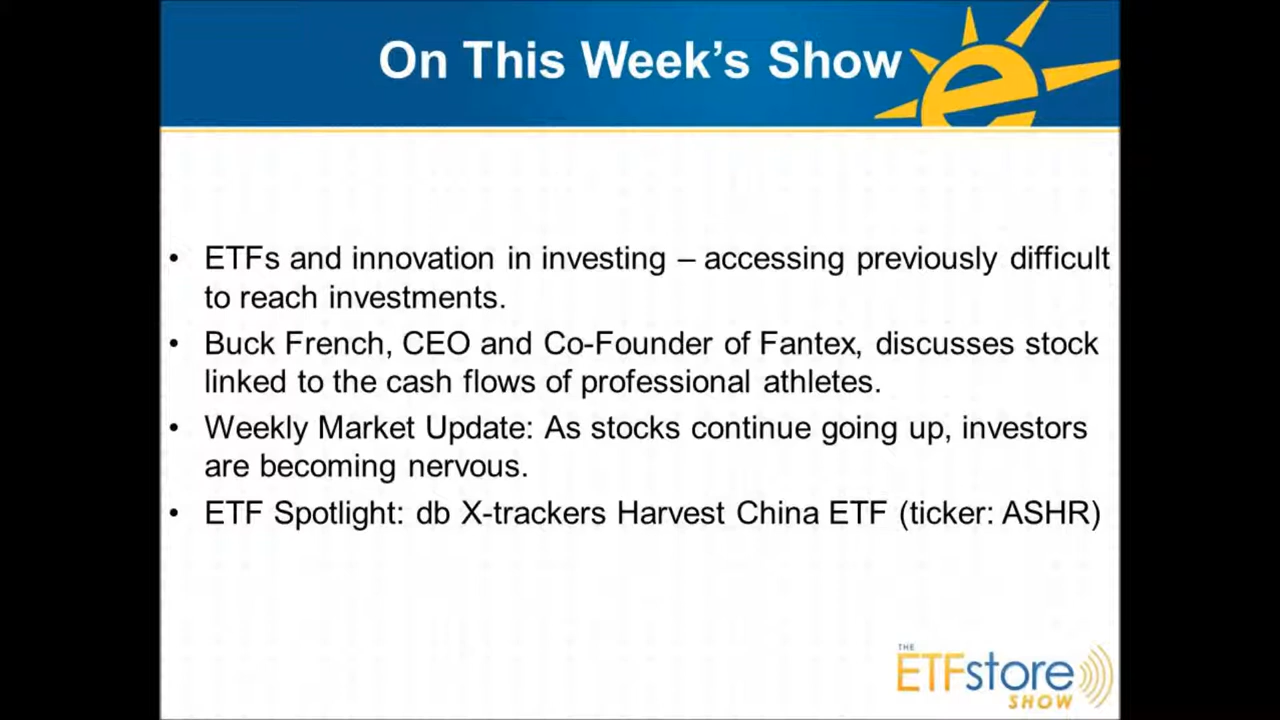 On This Week’s Show
• ETFs and innovation in investing – accessing previously difficult
to reach investments.
• Buck French, CEO and Co-Founder of Fantex, discusses stock
linked to the cash flows of professional athletes.
• Weekly Market Update: As stocks continue going up, investors
are becoming nervous.
• ETF Spotlight: db X-trackers Harvest China ETF (ticker: ASHR)
THE
ETFstore
SHOW